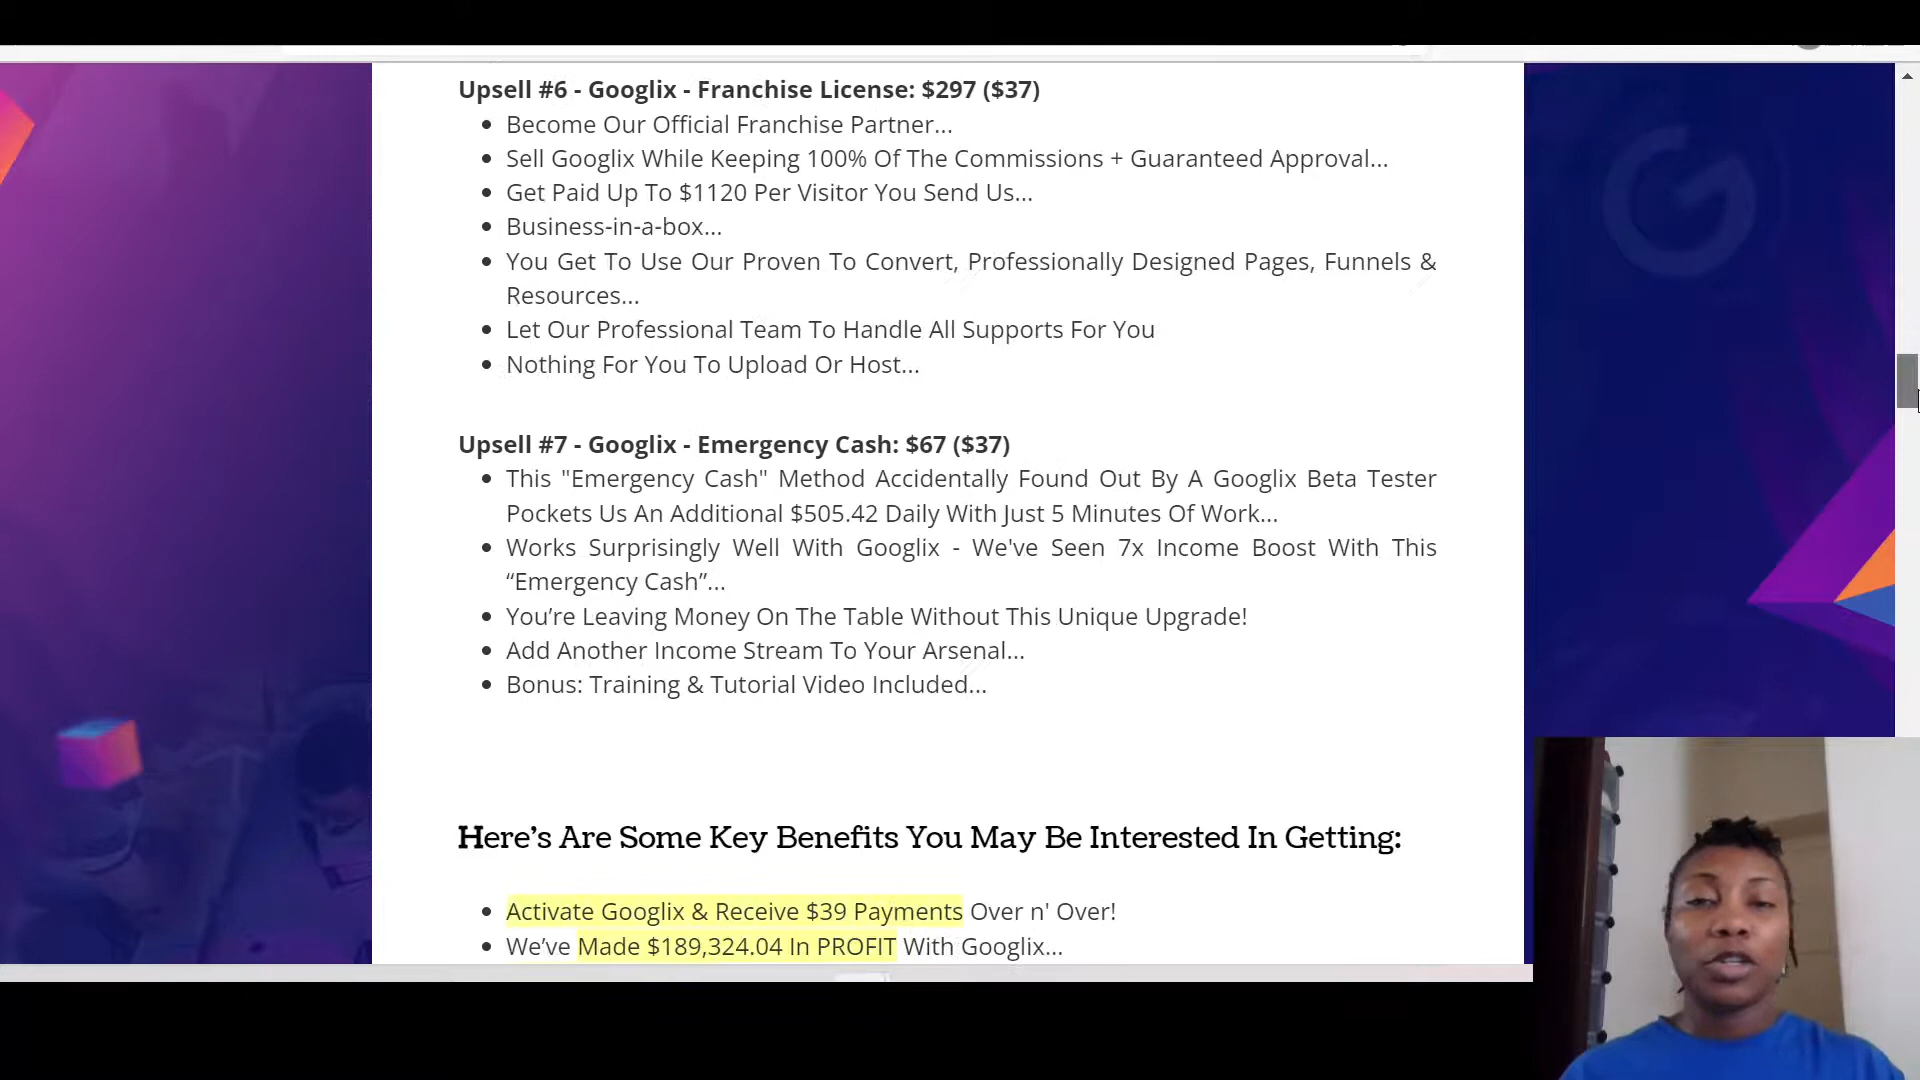 Upsell #6 - Googlix - Franchise License: $297 ($37)
Become Our Official Franchise Partner...
Sell Googlix While Keeping 100% Of The Commissions + Guaranteed Approval...
Get Paid Up To $1120 Per Visitor You Send Us...
Business-in-a-box...
You Get To Use Our Proven To Convert, Professionally Designed Pages, Funnels &
Resources...
Let Our Professional Team To Handle All Supports For You
Nothing For You To Upload Or Host...
Upsell #7 - Googlix - Emergency Cash: $67 ($37)
This "Emergency Cash" Method Accidentally Found Out By A Googlix Beta Tester
Pockets Us An Additional $505.42 Daily With Just 5 Minutes Of Work...
Works Surprisingly Well With Googlix - We've Seen 7x Income Boost With This
“Emergency Cash”...
You’re Leaving Money On The Table Without This Unique Upgrade!
Add Another Income Stream To Your Arsenal...
Bonus: Training & Tutorial Video Included...
Here’s Are Some Key Benefits You May Be Interested In Getting:
Activate Googlix & Receive $39 Payments Over n' Over!
We’ve Made $189,324.04 In PROFIT With Googlix...